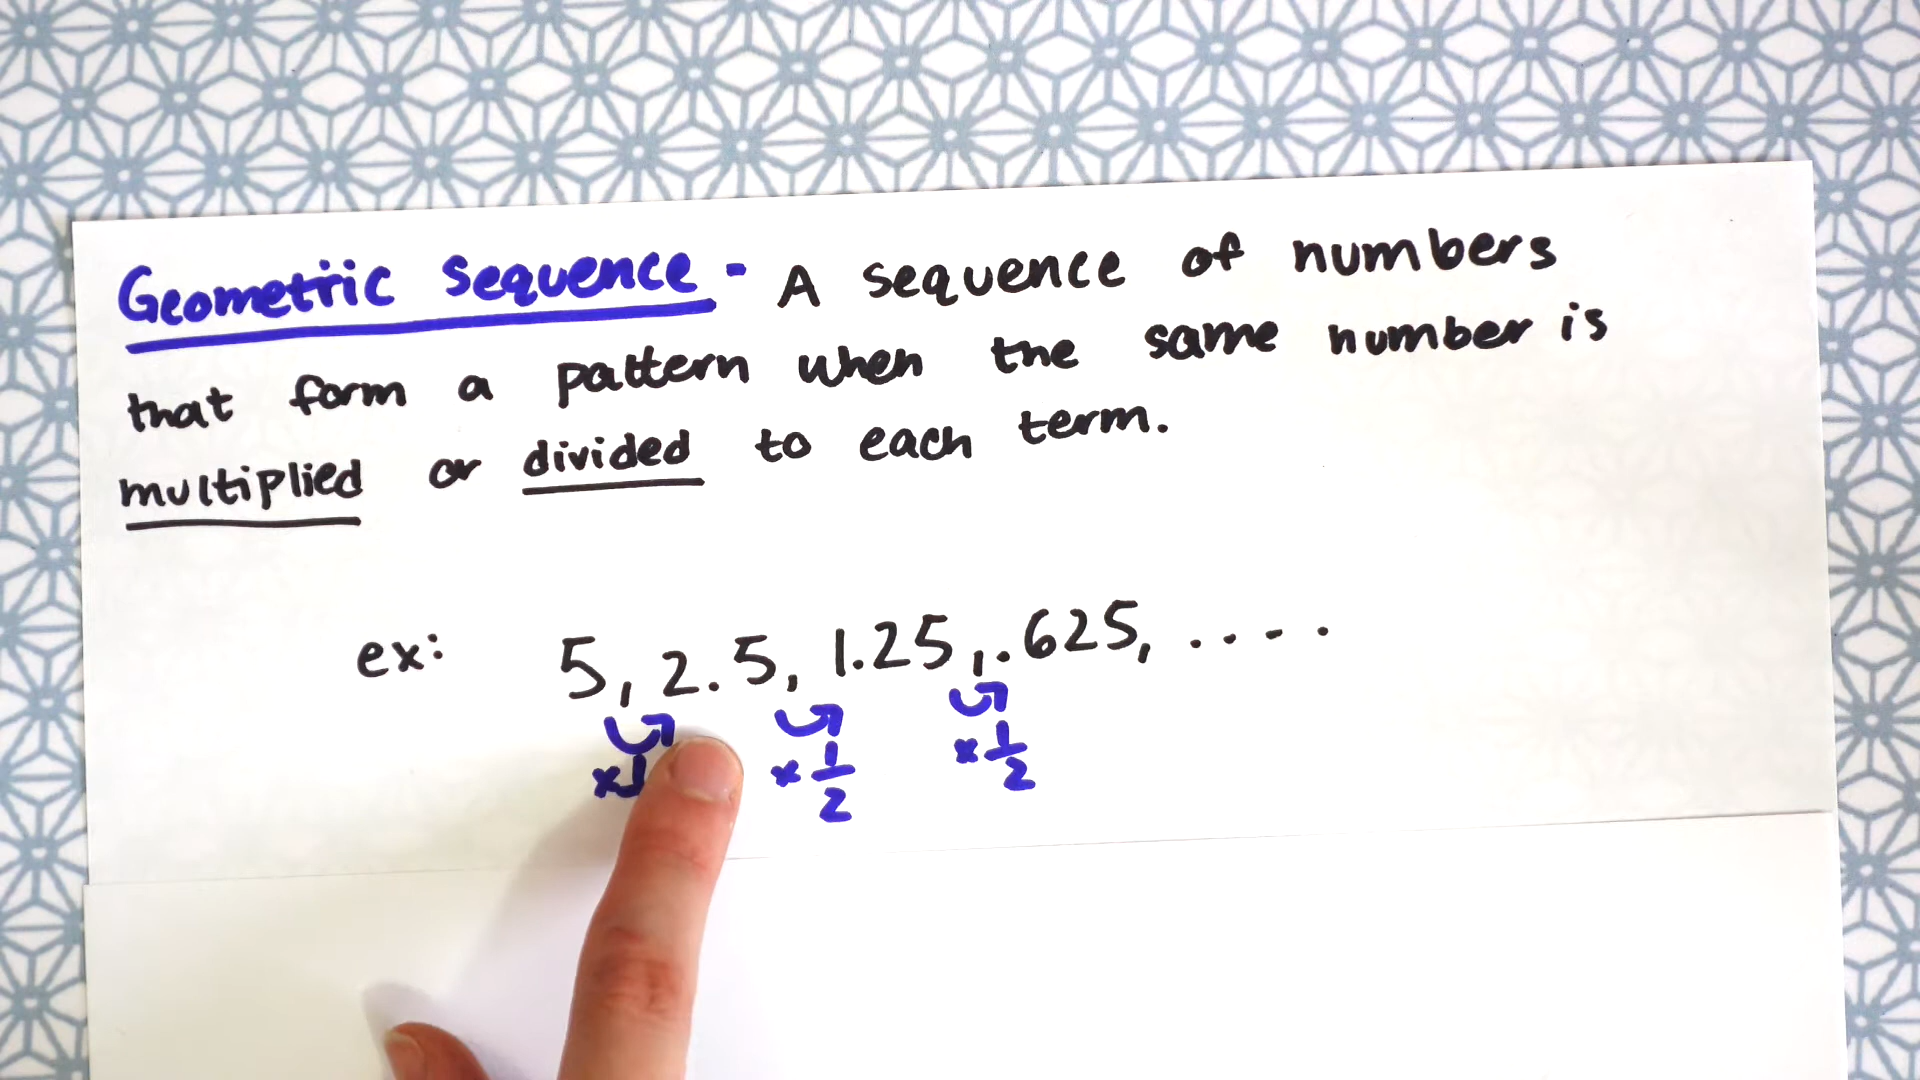 Geometric Sequence - A sequence of numbers
that form a pattern when the same number is
multiplied or divided to each term.
ex: 5, 2.5, 1.25, .625, ....
x1 x 1/2 x 1/2